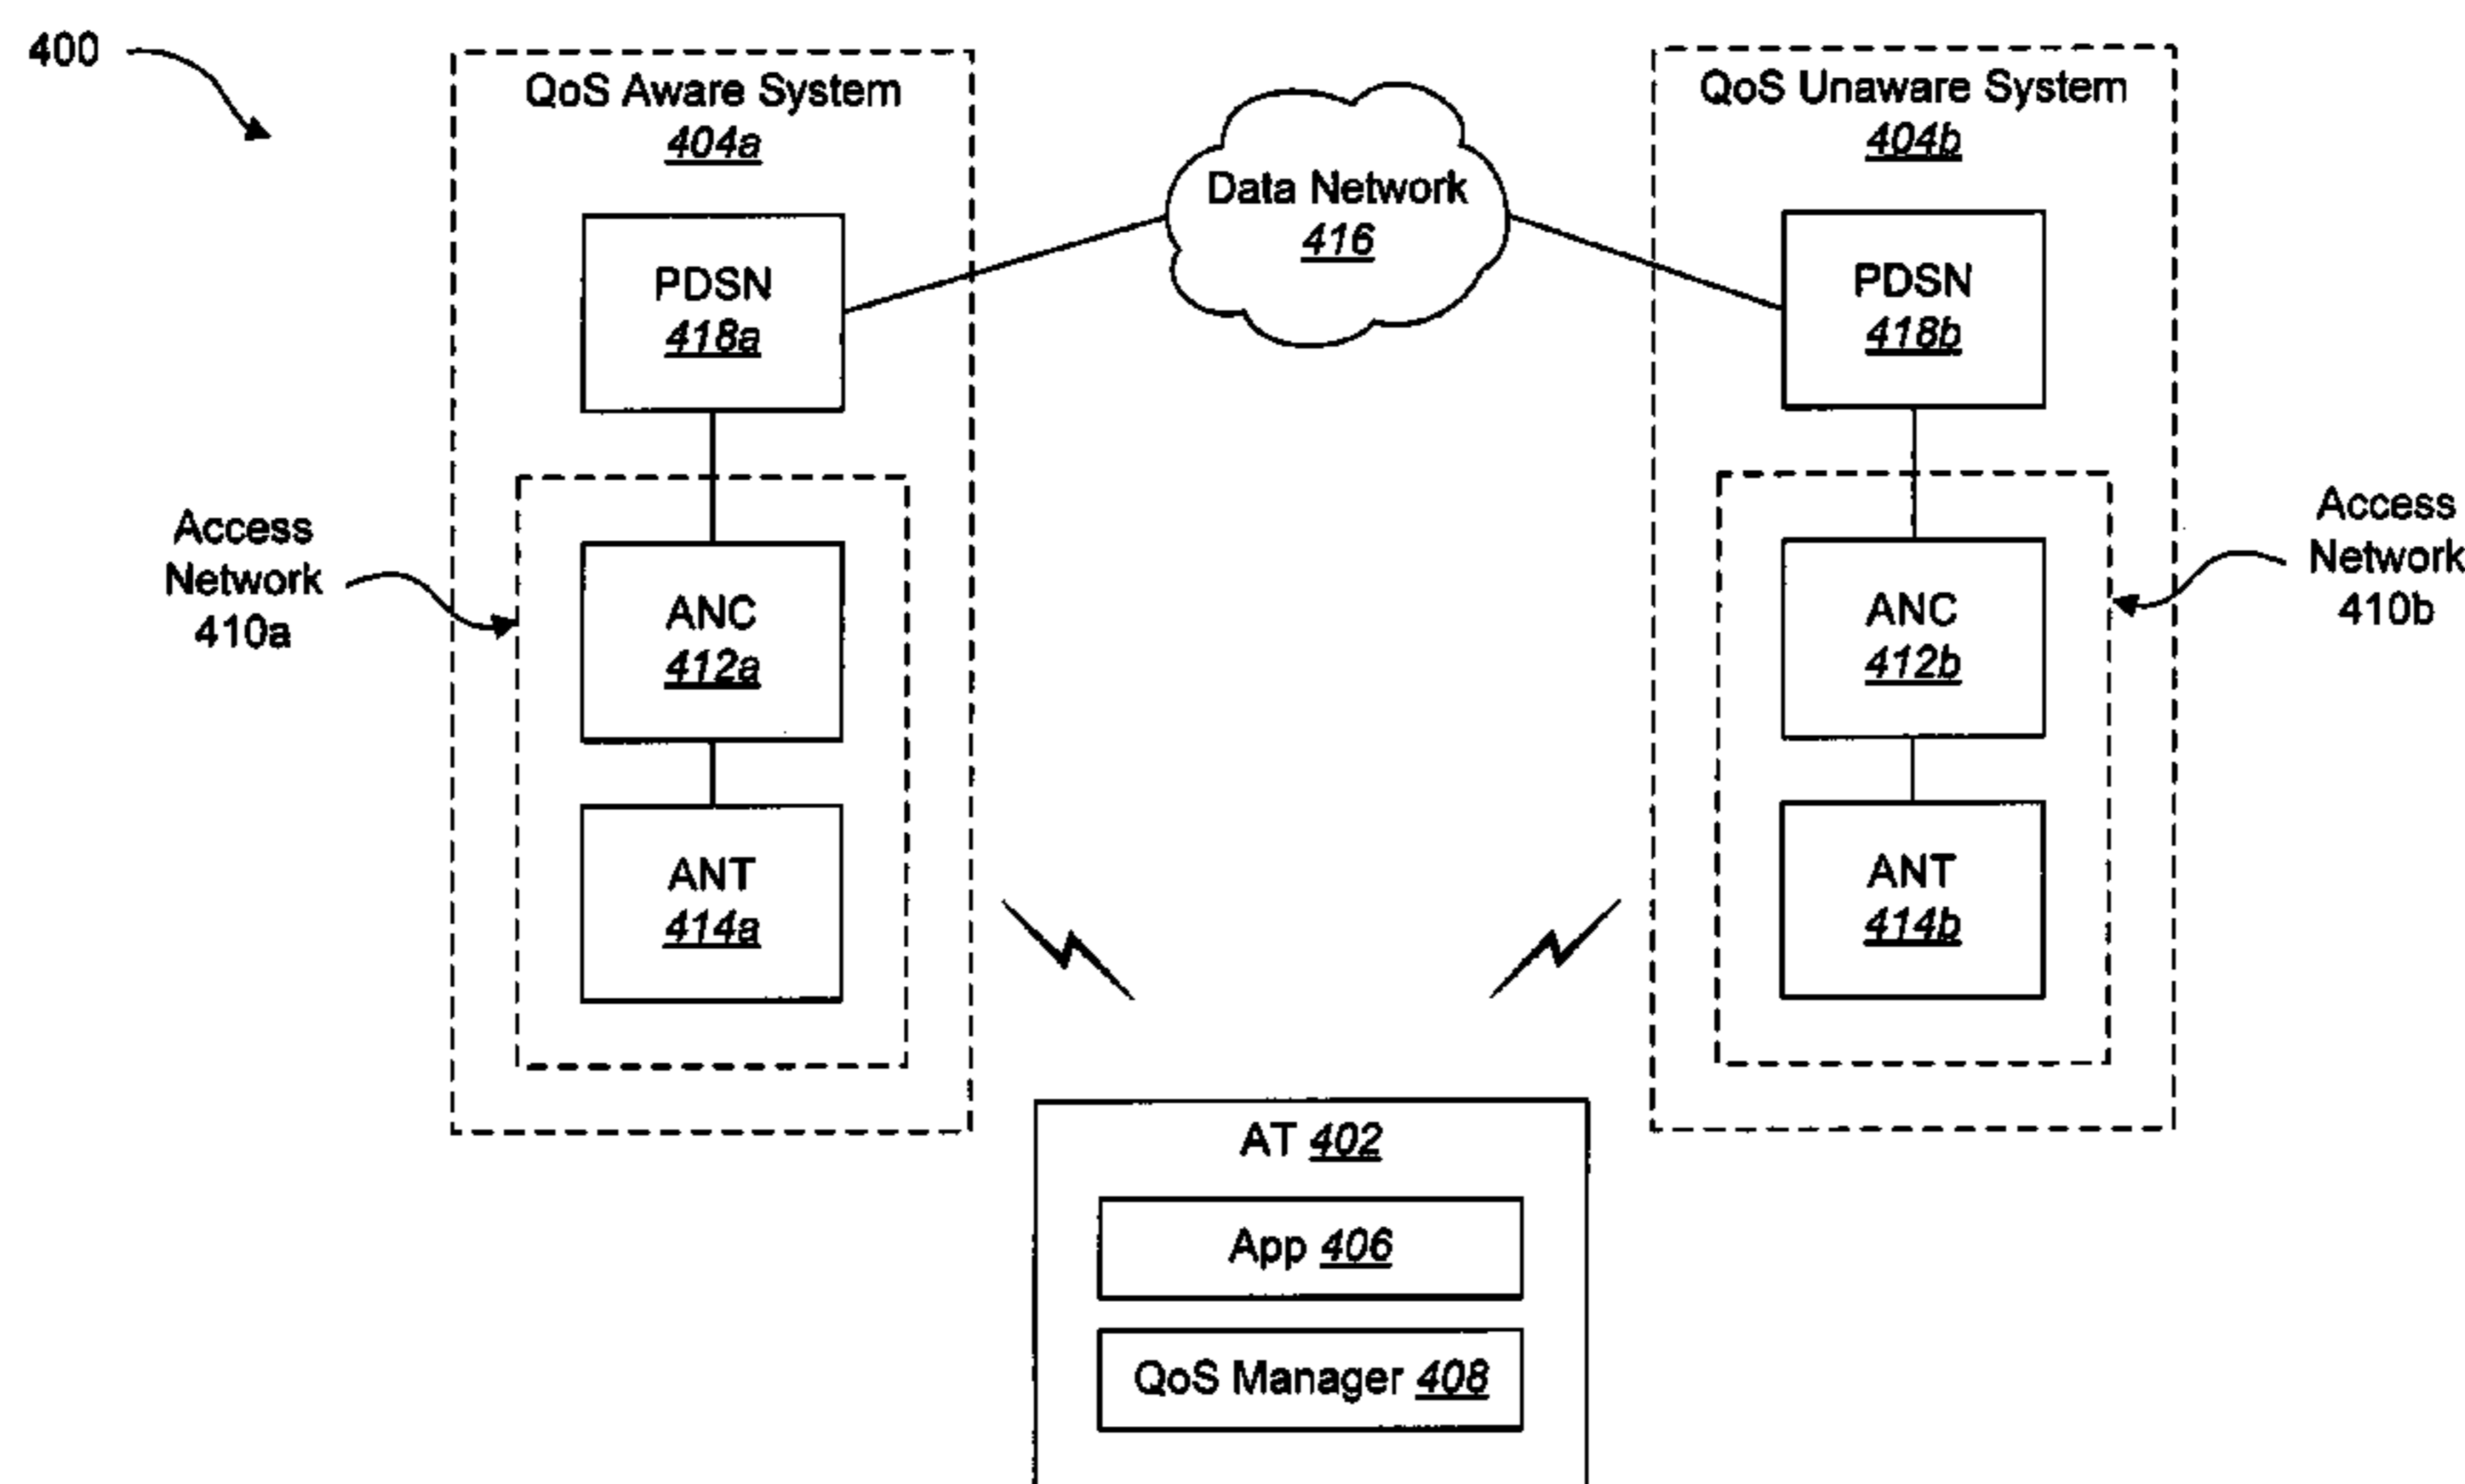 400
QoS Aware System
404a
PDSN
418a
Access
Network
410a
ANC
412a
ANT
414a
Data Network
416
QoS Unaware System
404b
PDSN
418b
Access
Network
410b
ANC
412b
ANT
414b
AT 402
App 406
QoS Manager 408